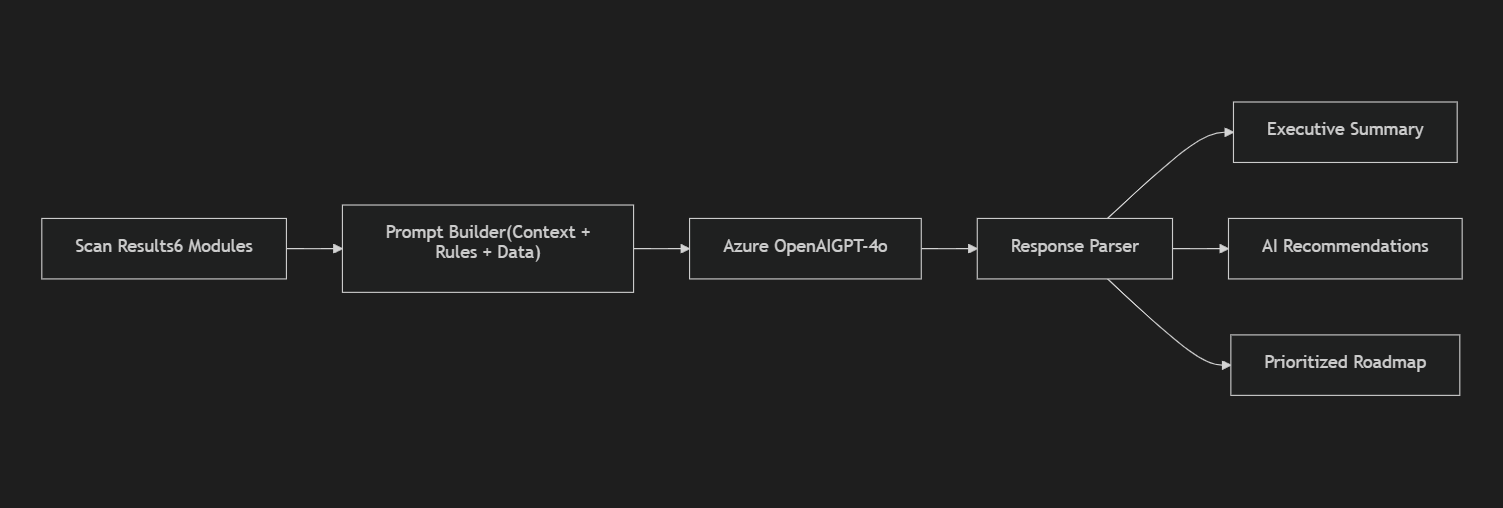 Scan Results6 Modules
Prompt Builder(Context +
Rules + Data)
Azure OpenAIGPT-4o
Response Parser
Executive Summary
AI Recommendations
Prioritized Roadmap